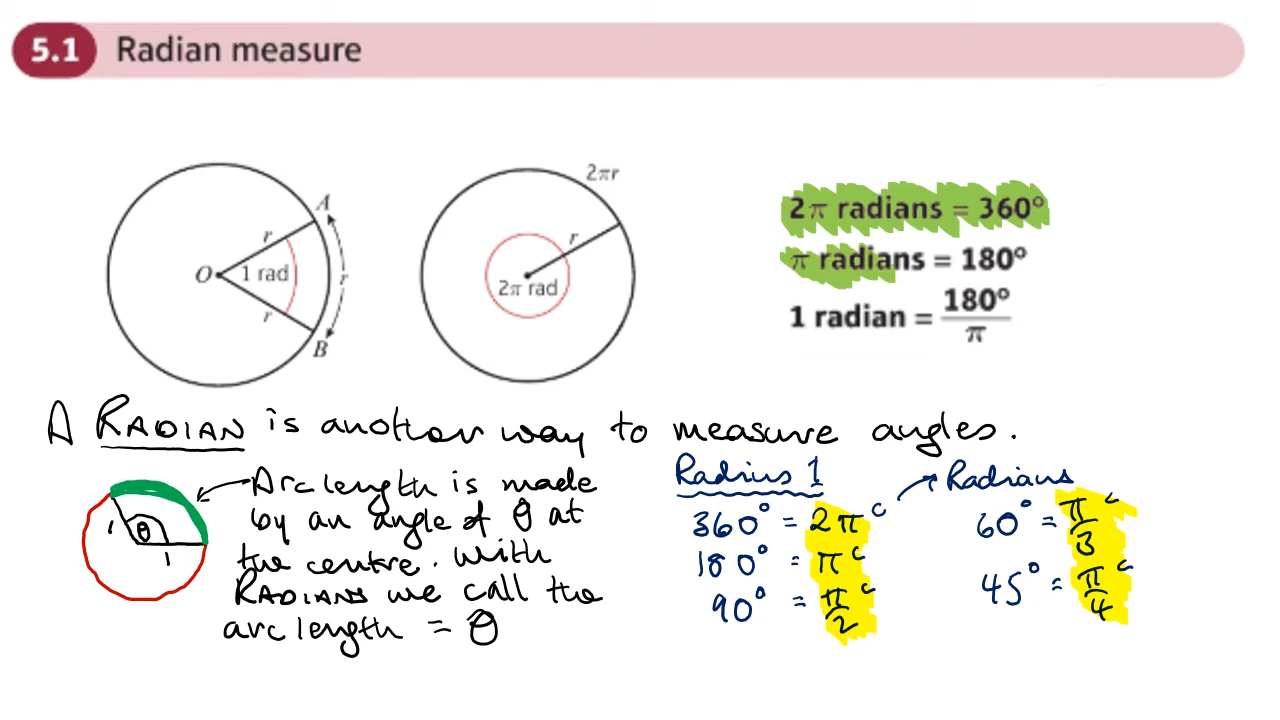 5.1 Radian measure
A
r
O
1 rad
r
r
B
2πr
r
2π rad
2π radians = 360°
π radians = 180°
1 radian = 180°/π
A RADIAN is another way to measure angles.
Arc length is made
by an angle of θ at
the centre. With
RADIANS we call the
arc length = θ
1
θ
1
Radius 1
360° = 2π ᶜ
180° = π ᶜ
90° = π/2 ᶜ
Radians
60° = π/3 ᶜ
45° = π/4 ᶜ